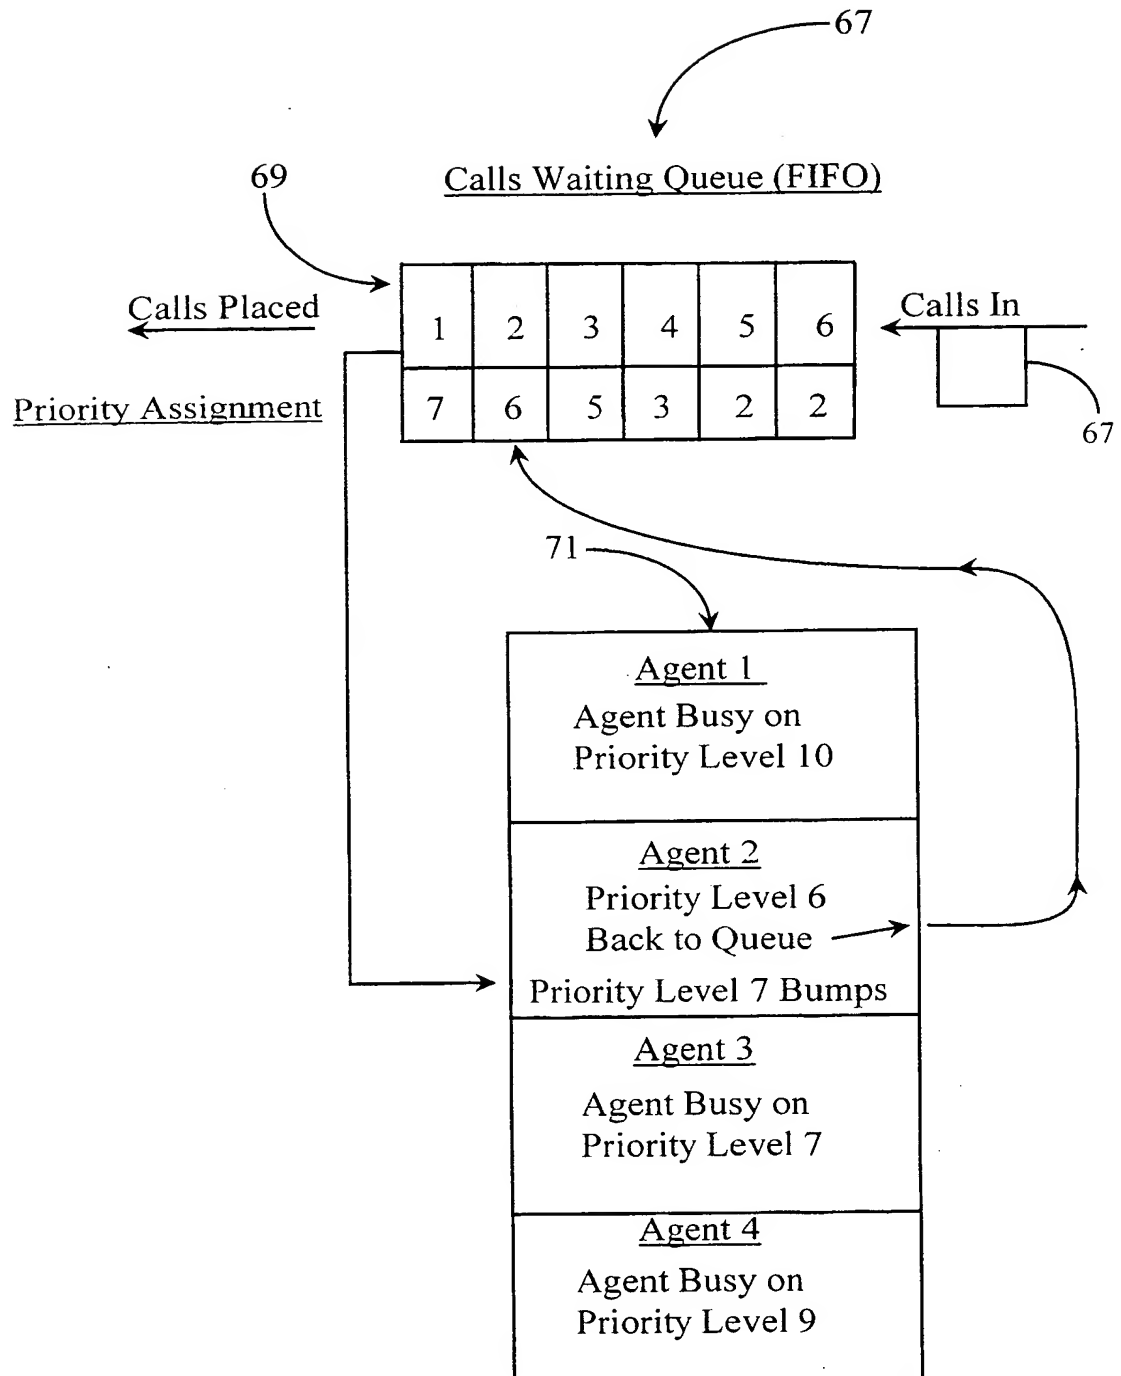 67
Calls Waiting Queue (FIFO)
69
Calls Placed
1 2 3 4 5 6
Calls In
Priority Assignment
7 6 5 3 2 2
67
71
Agent 1
Agent Busy on
Priority Level 10
Agent 2
Priority Level 6
Back to Queue
Priority Level 7 Bumps
Agent 3
Agent Busy on
Priority Level 7
Agent 4
Agent Busy on
Priority Level 9